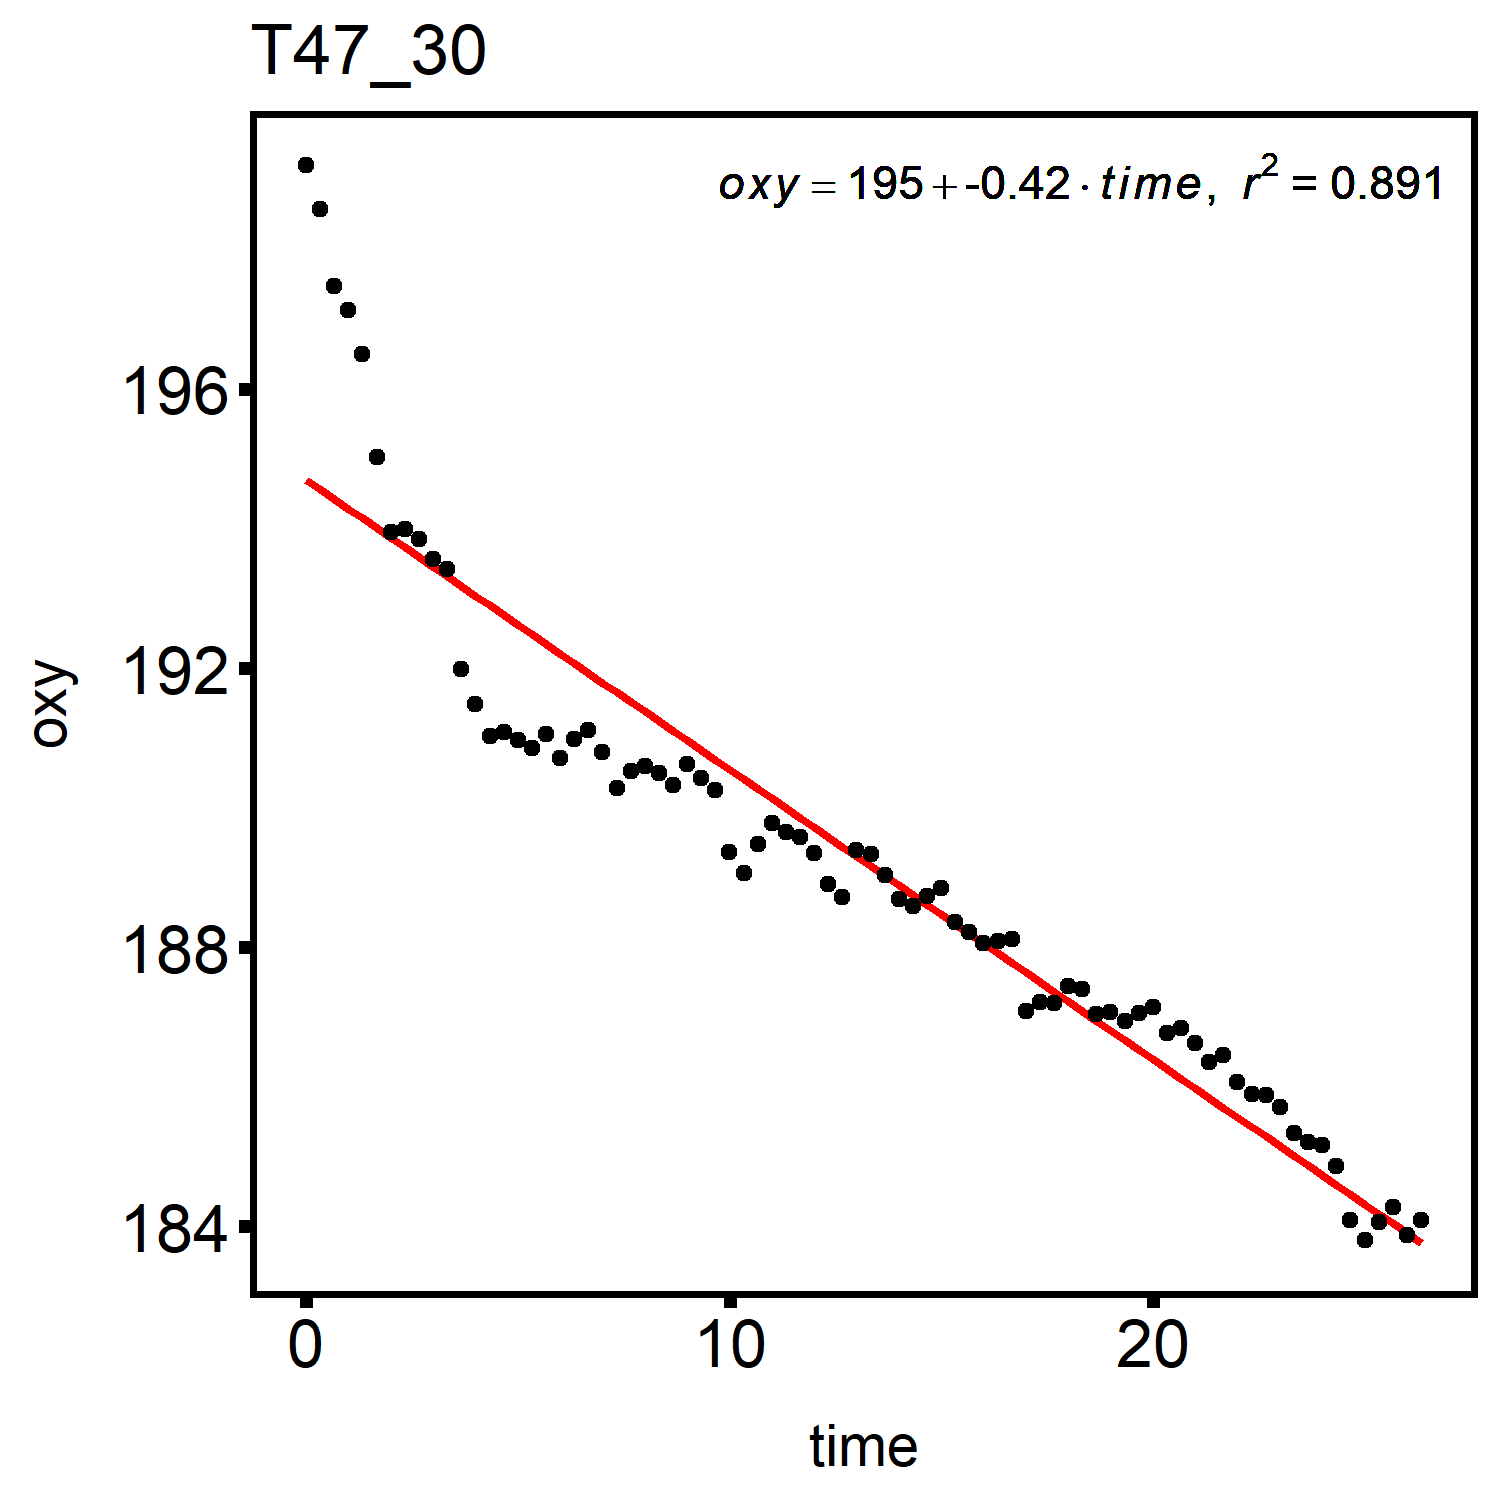 T47_30
oxy = 195 + -0.42 · time, r² = 0.891
196
192
188
184
oxy
0 10 20
time